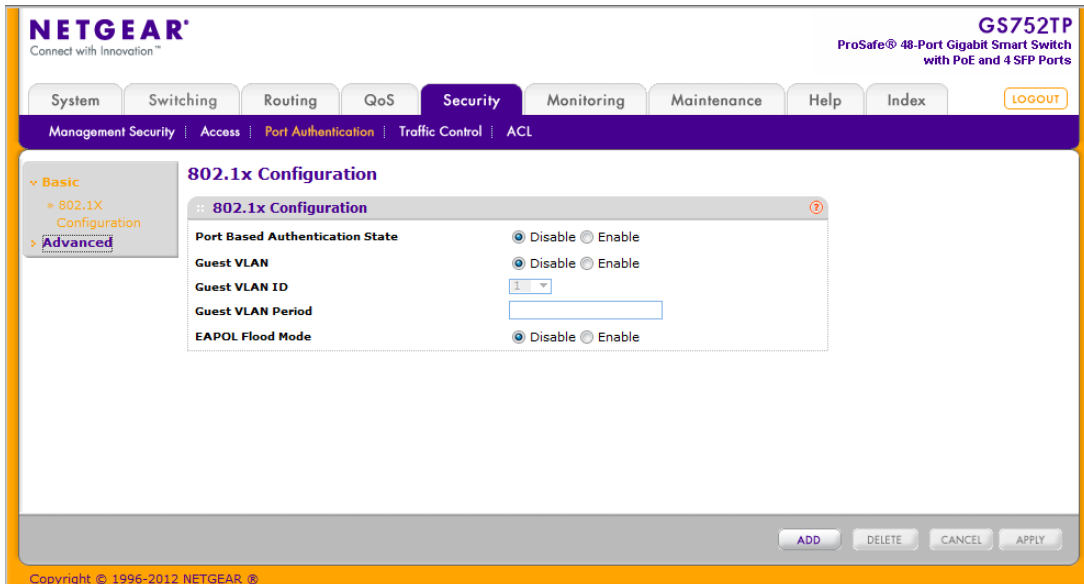 NETGEAR®
Connect with Innovation™
GS752TP
ProSafe® 48-Port Gigabit Smart Switch
with PoE and 4 SFP Ports
System Switching Routing QoS Security Monitoring Maintenance Help Index LOGOUT
Management Security | Access | Port Authentication | Traffic Control | ACL
Basic
» 802.1X
Configuration
Advanced
802.1x Configuration
802.1x Configuration ?
Port Based Authentication State Disable Enable
Guest VLAN Disable Enable
Guest VLAN ID 1
Guest VLAN Period
EAPOL Flood Mode Disable Enable
ADD DELETE CANCEL APPLY
Copyright © 1996-2012 NETGEAR ®